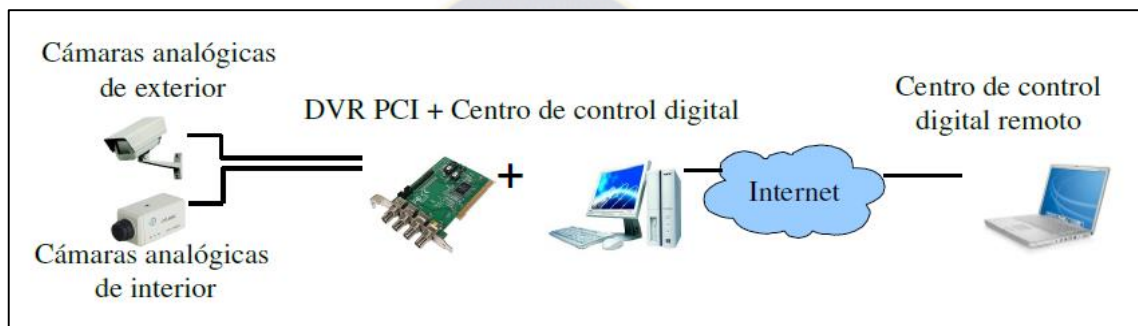 Cámaras analógicas
de exterior
DVR PCI + Centro de control digital
Centro de control
digital remoto
+
Internet
Cámaras analógicas
de interior